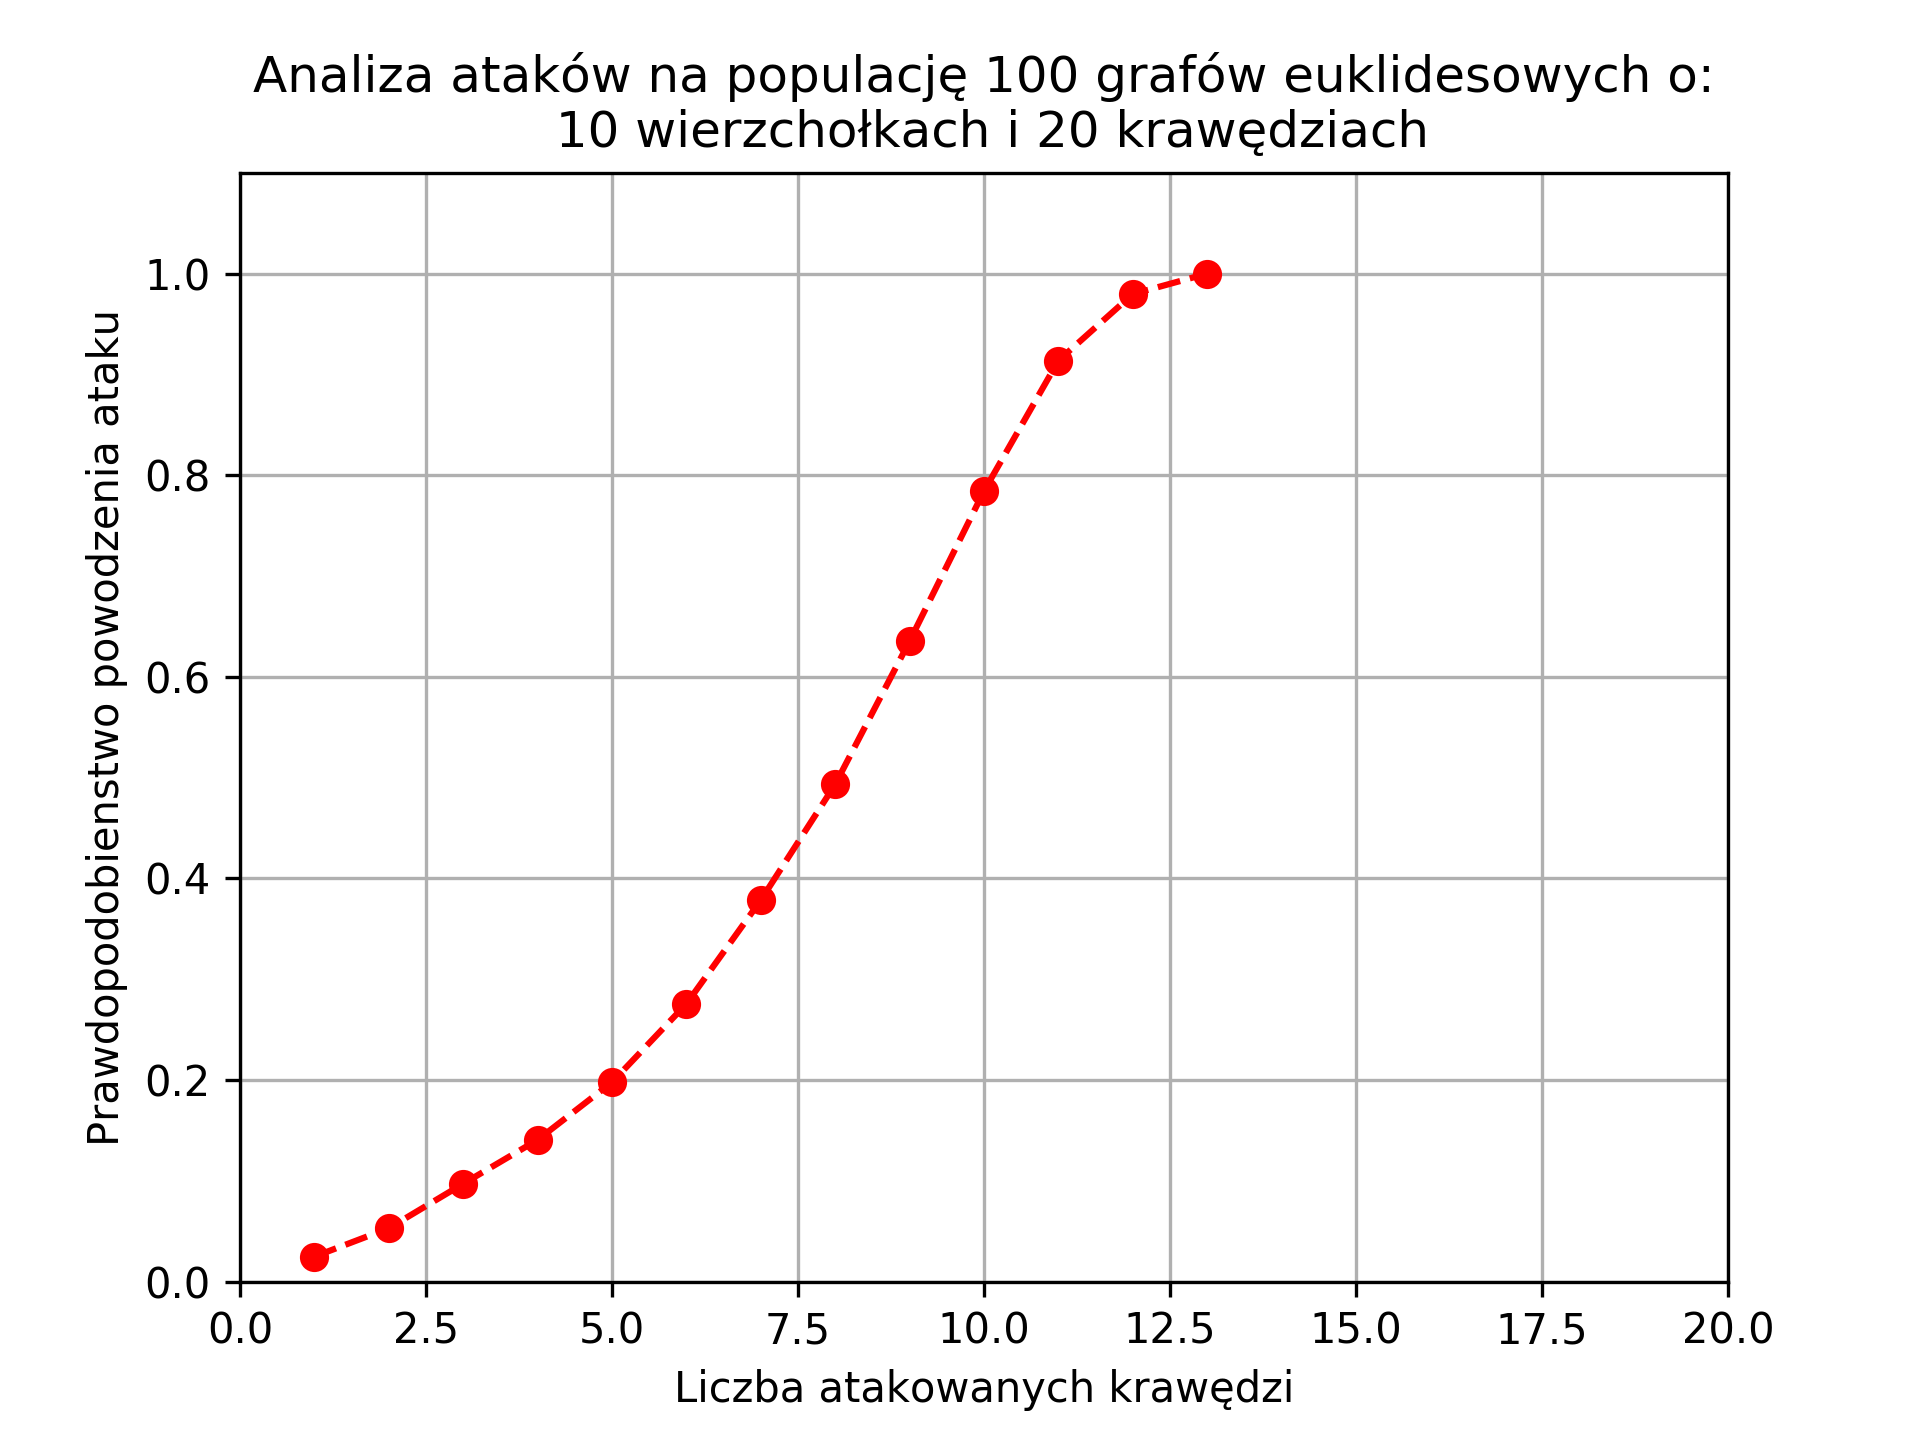 Analiza ataków na populację 100 grafów euklidesowych o:
10 wierzchołkach i 20 krawędziach
Prawdopodobienstwo powodzenia ataku
1.0
0.8
0.6
0.4
0.2
0.0
0.0 2.5 5.0 7.5 10.0 12.5 15.0 17.5 20.0
Liczba atakowanych krawędzi